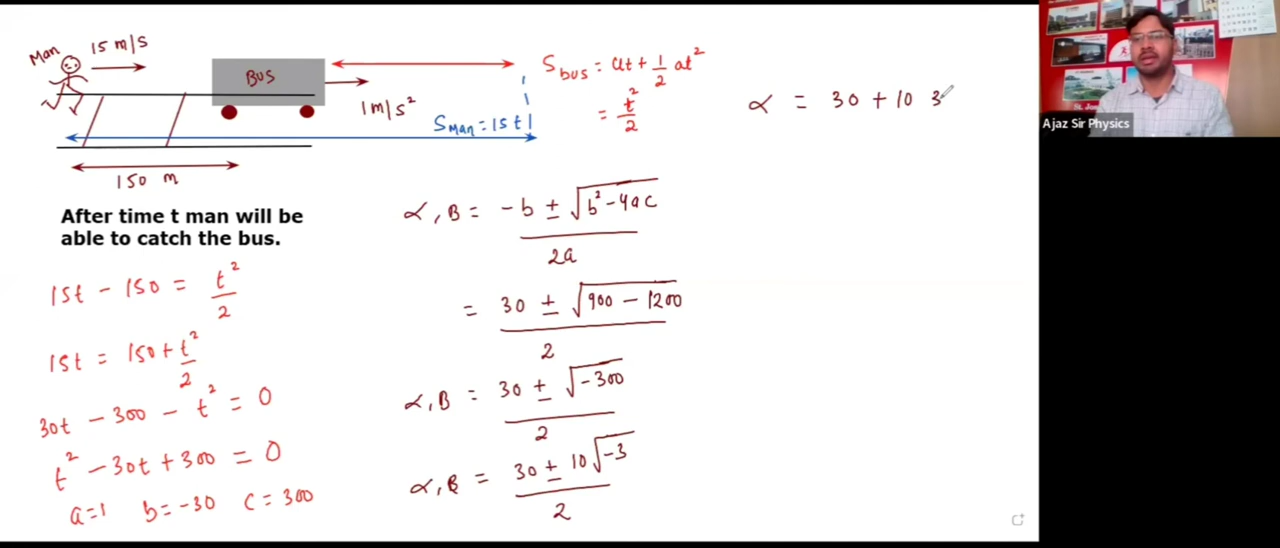 Man
15 m/s
BUS
1 m/s²
150 m
S_Man = 15t
S_bus = ut + 1/2 at²
= t²/2
α = 30 + 10 3
After time t man will be
able to catch the bus.
15t - 150 = t²/2
15t = 150 + t²/2
30t - 300 - t² = 0
t² - 30t + 300 = 0
a=1 b=-30 c=300
α, β = (-b ± √(b² - 4ac))/2a
= (30 ± √(900 - 1200))/2
α, β = (30 ± √(-300))/2
α, β = (30 ± 10√(-3))/2
Ajaz Sir Physics